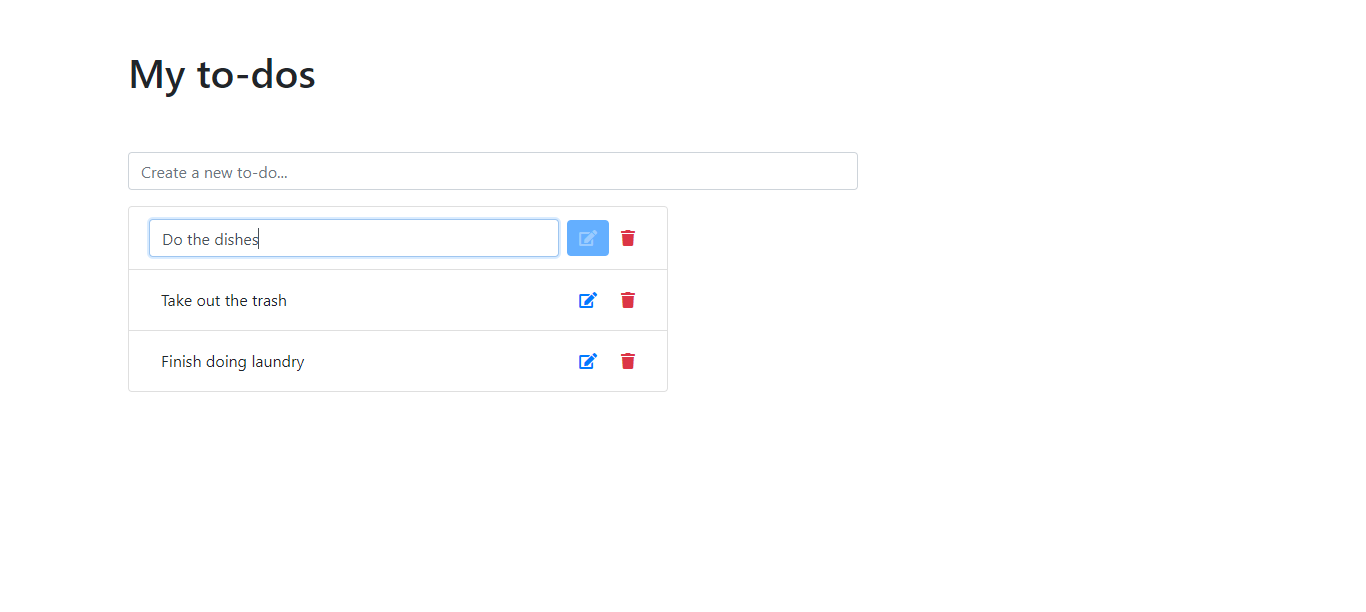 My to-dos
Create a new to-do...
Do the dishes
Take out the trash
Finish doing laundry